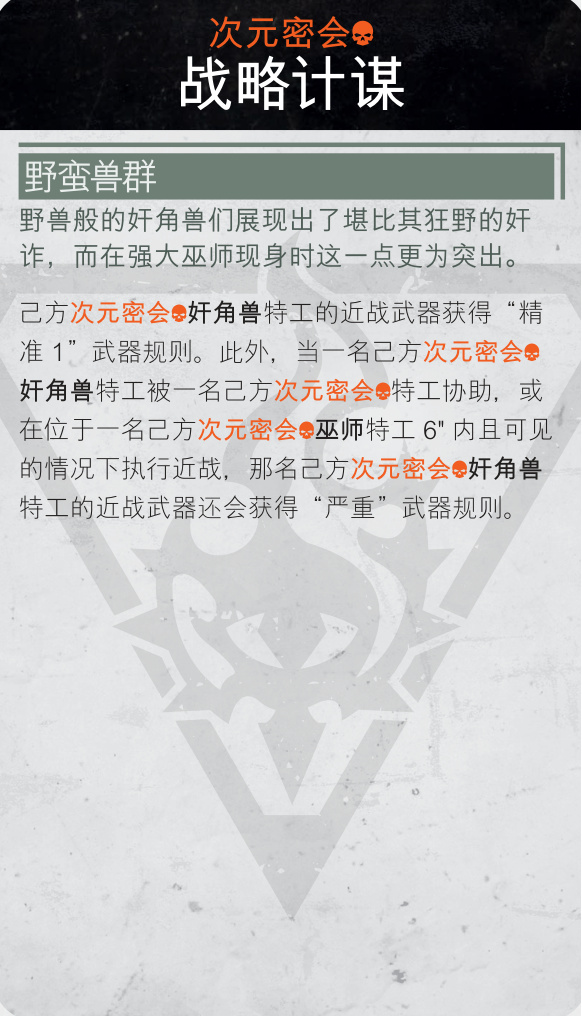 次元密会
战略计谋
野蛮兽群
野兽般的奸角兽们展现出了堪比其狂野的奸
诈，而在强大巫师现身时这一点更为突出。
己方次元密会奸角兽特工的近战武器获得“精
准 1”武器规则。此外，当一名己方次元密会
奸角兽特工被一名己方次元密会特工协助，或
在位于一名己方次元密会巫师特工 6" 内且可见
的情况下执行近战，那名己方次元密会奸角兽
特工的近战武器还会获得“严重”武器规则。